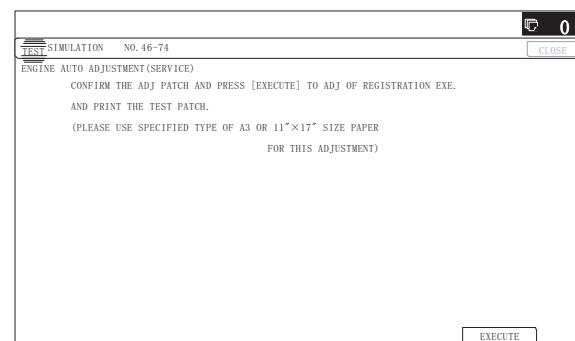 0
TEST SIMULATION NO.46-74
CLOSE
ENGINE AUTO ADJUSTMENT(SERVICE)
CONFIRM THE ADJ PATCH AND PRESS [EXECUTE] TO ADJ OF REGISTRATION EXE.
AND PRINT THE TEST PATCH.
(PLEASE USE SPECIFIED TYPE OF A3 OR 11"×17" SIZE PAPER
FOR THIS ADJUSTMENT)
EXECUTE